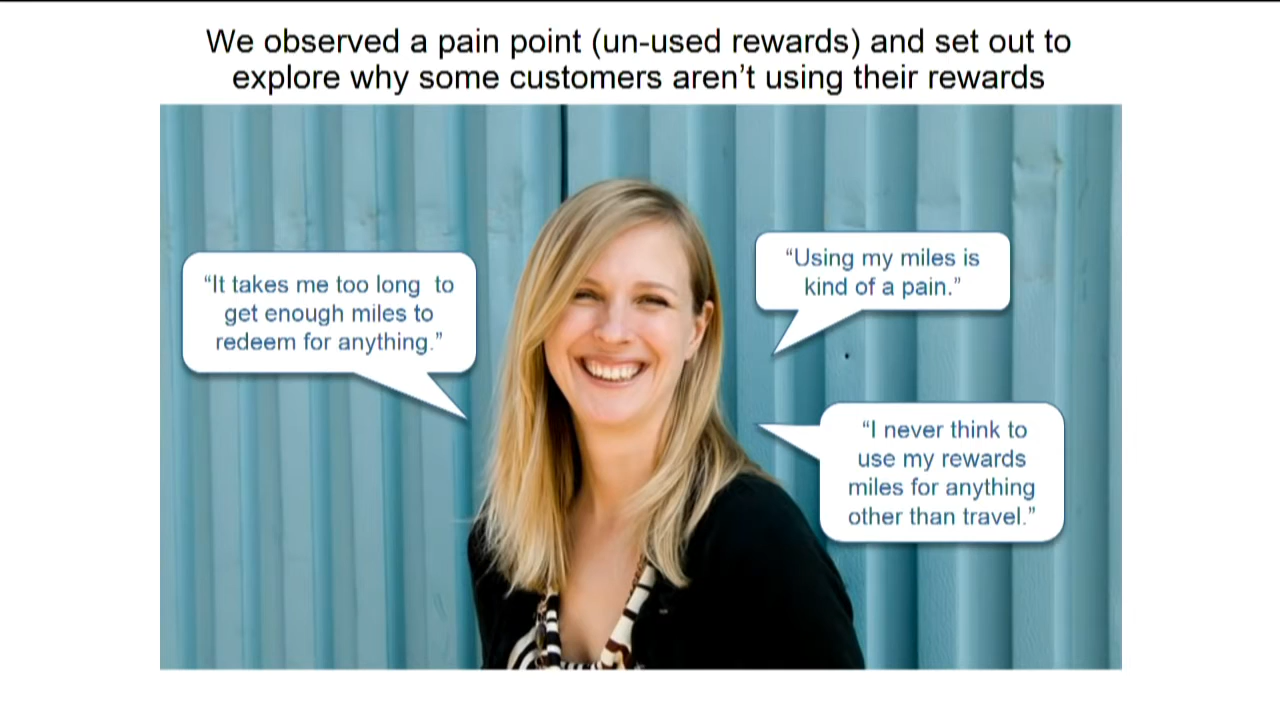 We observed a pain point (un-used rewards) and set out to
explore why some customers aren’t using their rewards
“It takes me too long  to
get enough miles to
redeem for anything.”
“Using my miles is
kind of a pain.”
“I never think to
use my rewards
miles for anything
other than travel.”